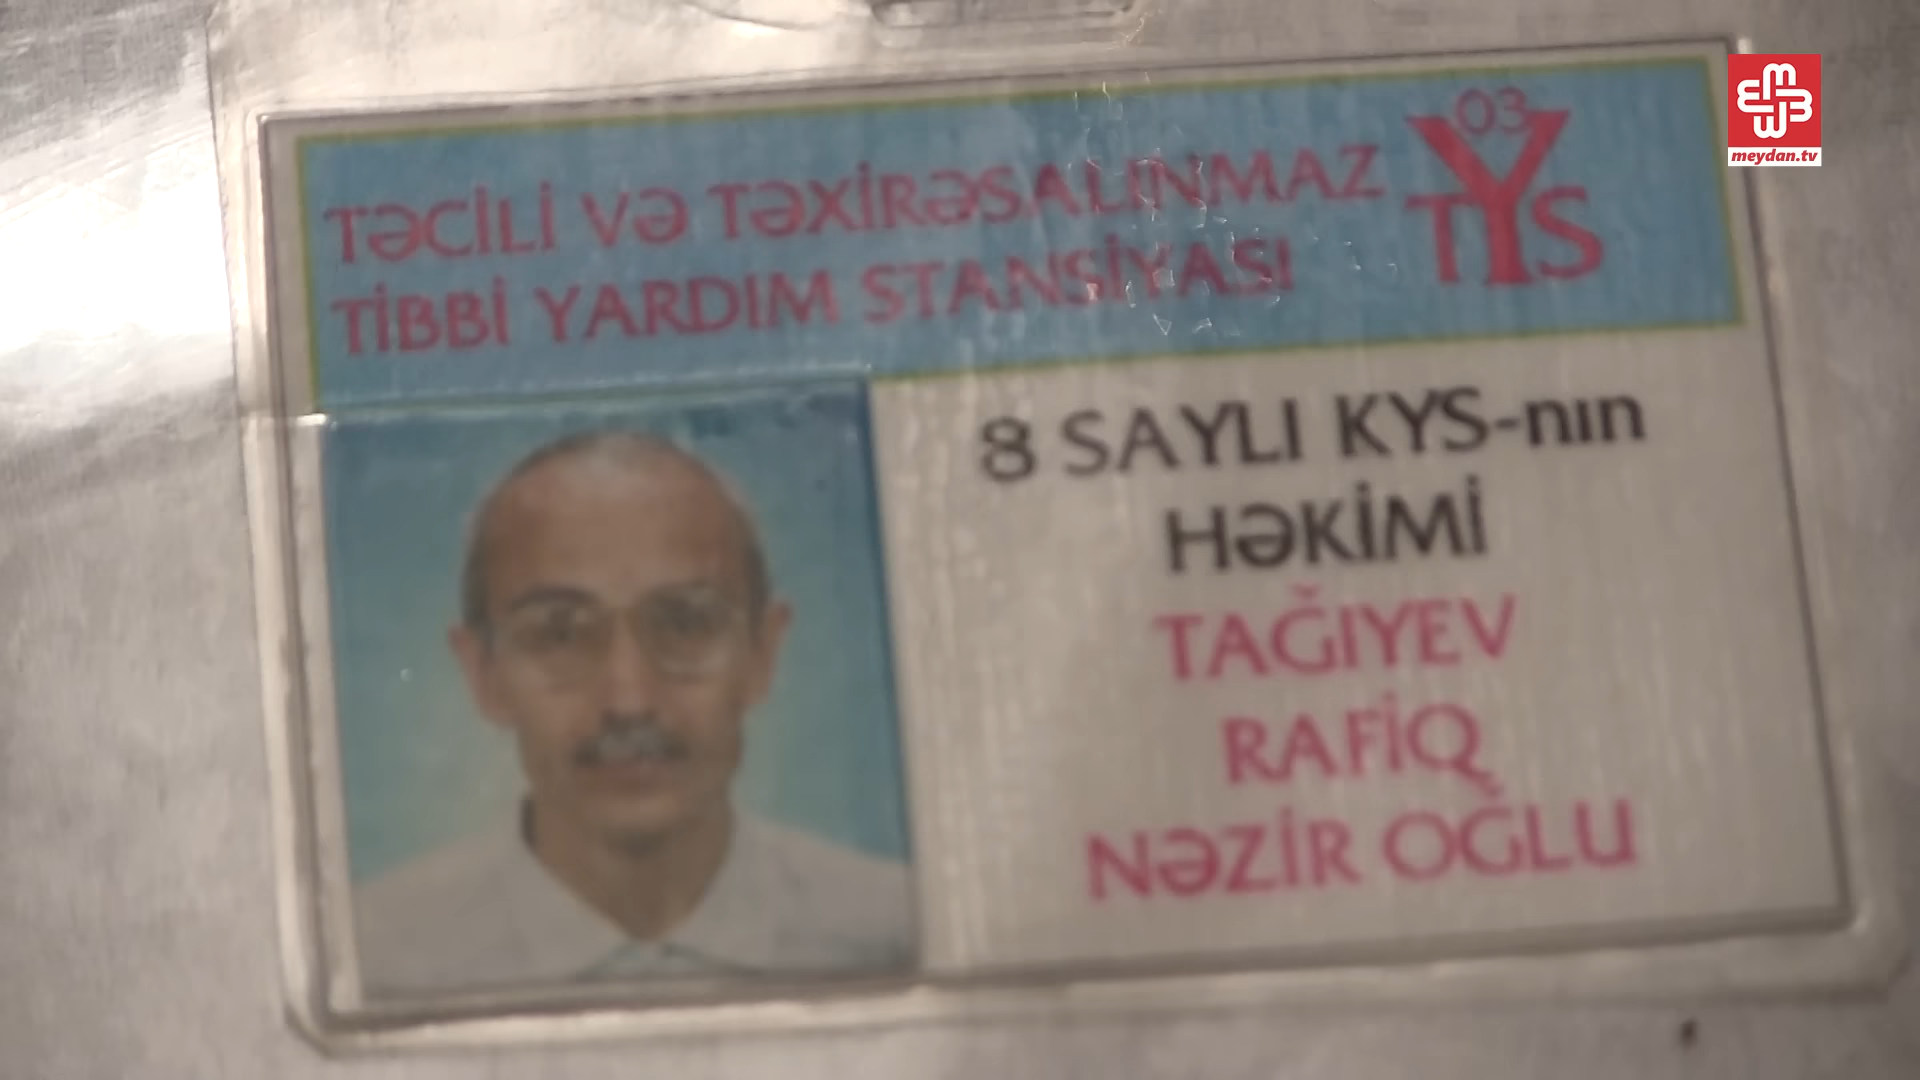 TƏCİLİ VƏ TƏXİRƏSALINMAZ
TİBBİ YARDIM STANSİYASI
03
TYS
8 SAYLI KYS-nın
HƏKİMİ
TAĞIYEV
RAFİQ
NƏZİR OĞLU
meydan.tv